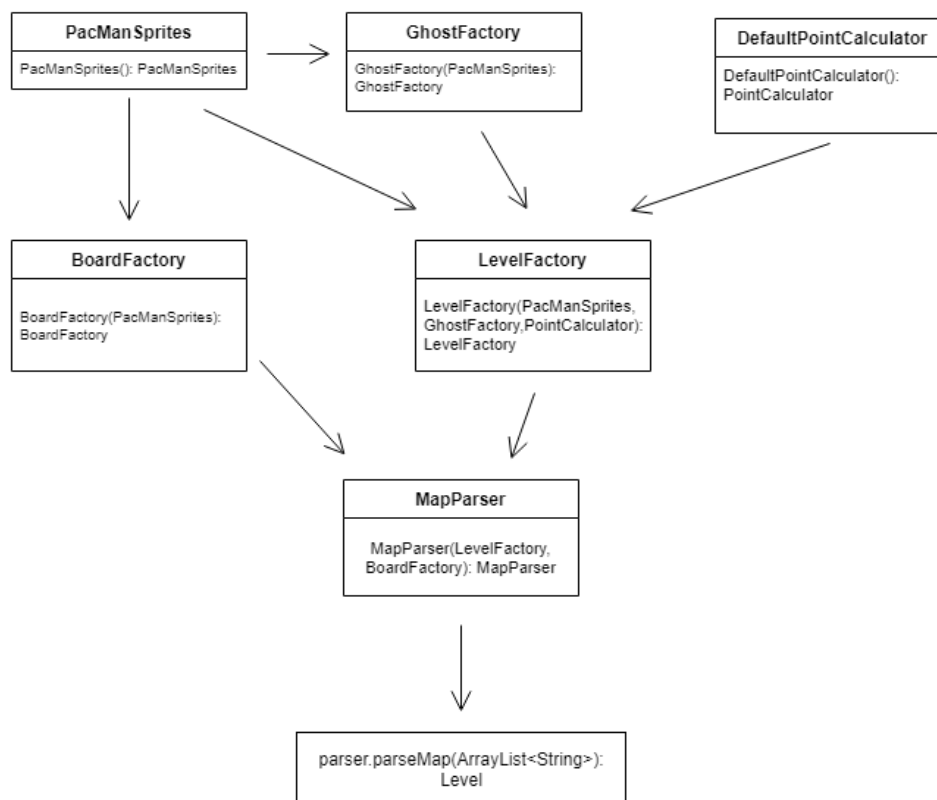 PacManSprites
PacManSprites(): PacManSprites
GhostFactory
GhostFactory(PacManSprites):
GhostFactory
DefaultPointCalculator
DefaultPointCalculator():
PointCalculator
BoardFactory
BoardFactory(PacManSprites):
BoardFactory
LevelFactory
LevelFactory(PacManSprites,
GhostFactory,PointCalculator):
LevelFactory
MapParser
MapParser(LevelFactory,
BoardFactory): MapParser
parser.parseMap(ArrayList<String>):
Level